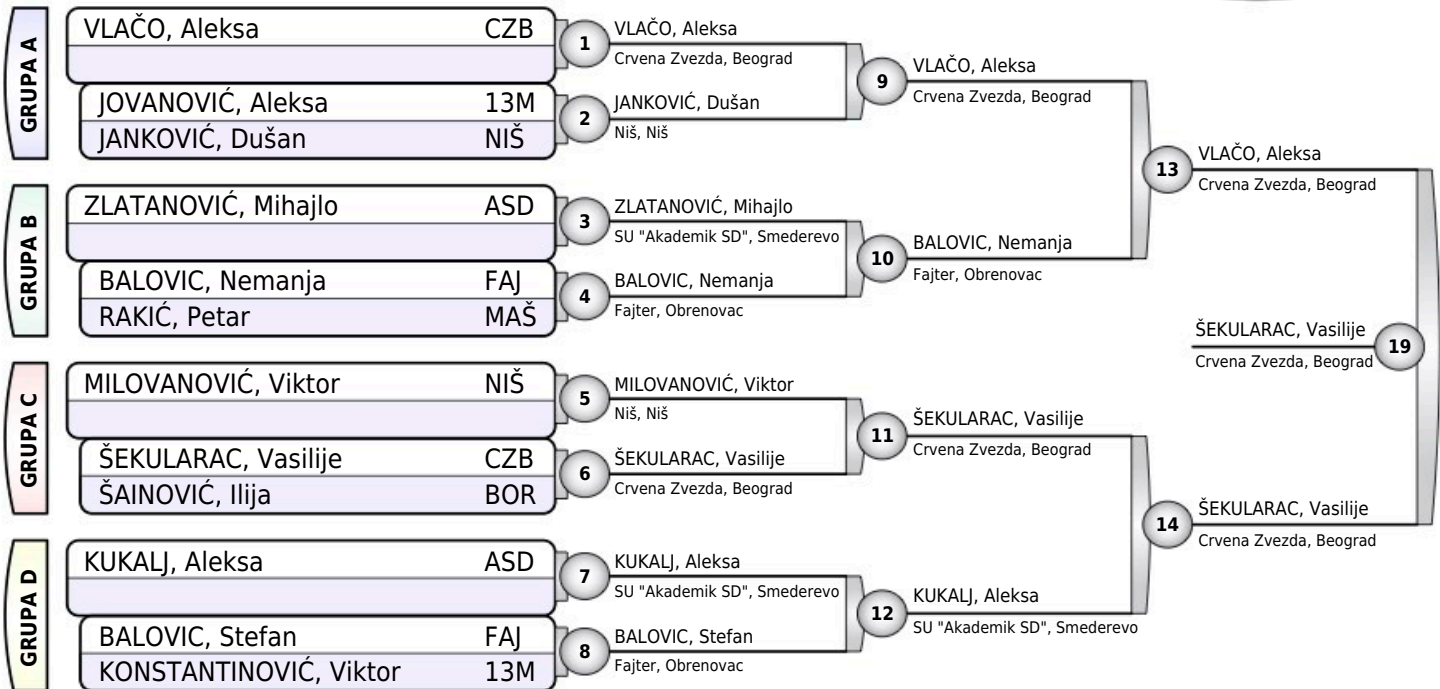 GRUPA A
VLAČO, Aleksa CZB
JOVANOVIĆ, Aleksa 13M
JANKOVIĆ, Dušan NIŠ
GRUPA B
ZLATANOVIĆ, Mihajlo ASD
BALOVIC, Nemanja FAJ
RAKIĆ, Petar MAŠ
GRUPA C
MILOVANOVIĆ, Viktor NIŠ
ŠEKULARAC, Vasilije CZB
ŠAINOVIĆ, Ilija BOR
GRUPA D
KUKALJ, Aleksa ASD
BALOVIC, Stefan FAJ
KONSTANTINOVIĆ, Viktor 13M
1
VLAČO, Aleksa
Crvena Zvezda, Beograd
2
JANKOVIĆ, Dušan
Niš, Niš
3
ZLATANOVIĆ, Mihajlo
SU "Akademik SD", Smederevo
4
BALOVIC, Nemanja
Fajter, Obrenovac
5
MILOVANOVIĆ, Viktor
Niš, Niš
6
ŠEKULARAC, Vasilije
Crvena Zvezda, Beograd
7
KUKALJ, Aleksa
SU "Akademik SD", Smederevo
8
BALOVIC, Stefan
Fajter, Obrenovac
9
VLAČO, Aleksa
Crvena Zvezda, Beograd
10
BALOVIC, Nemanja
Fajter, Obrenovac
11
ŠEKULARAC, Vasilije
Crvena Zvezda, Beograd
12
KUKALJ, Aleksa
SU "Akademik SD", Smederevo
13
VLAČO, Aleksa
Crvena Zvezda, Beograd
14
ŠEKULARAC, Vasilije
Crvena Zvezda, Beograd
ŠEKULARAC, Vasilije
Crvena Zvezda, Beograd
19